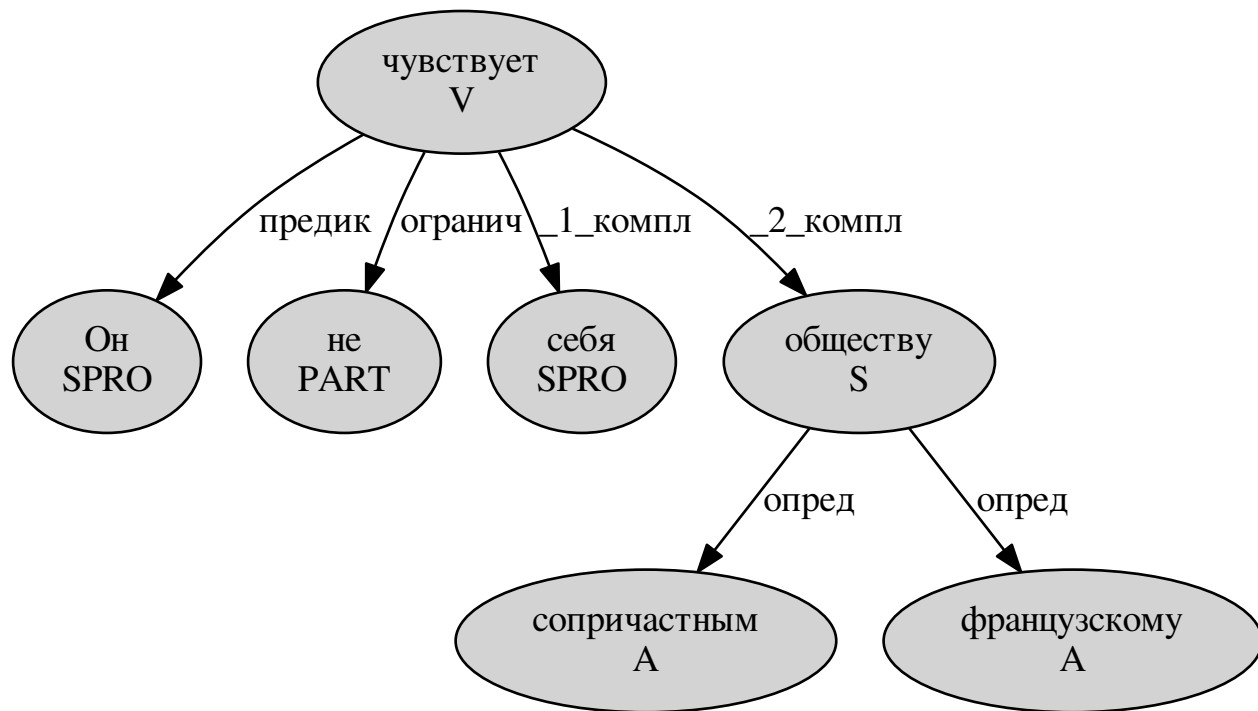 чувствует
V
предик
огранич
_1_компл
_2_компл
Он
SPRO
не
PART
себя
SPRO
обществу
S
опред
опред
сопричастным
A
французскому
A